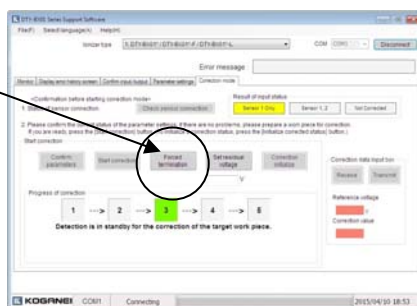 DTY-B10S Series Support Software
File(F) Select language(K) Help(H)
Ionizer type
COM COM1 Disconnect
Error message
Monitor Display error history screen Confirm input/output Parameter settings Correction mode
<Confirmation before starting correction mode>
1. Status of sensor connection Check sensor connection
Result of input status
Sensor 1 Only Sensor 1, 2 Not Connected
2. Please confirm the current status of the parameter settings. If there are no problems, please prepare a work piece for correction.
If you are ready, press the [Start correction] button. To initialize a connection status, press the [Initialize corrected status] button.)
Start correction
Confirm parameters Start correction Forced termination Set residual voltage Correction initialize
V
Correction data input box
Receive Transmit
Progress of correction
1 ---> 2 ---> 3 ---> 4 ---> 5
Detection is in standby for the correction of the target work piece.
Reference voltage
V
Correction value
KOGANEI COM1 Connecting 2015/04/10 18:53